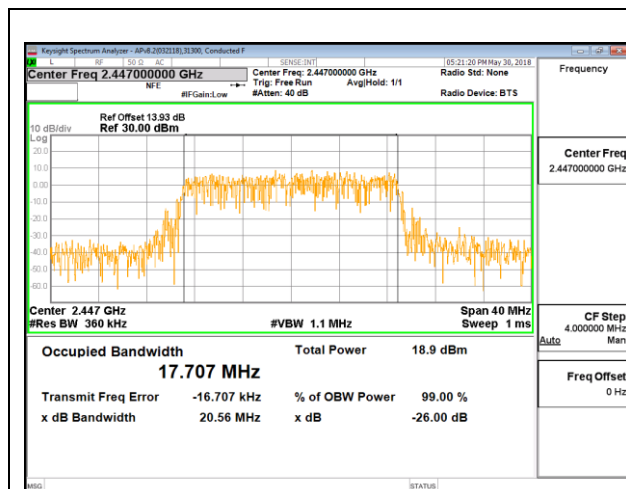 Keysight Spectrum Analyzer - APv8.2(032118),31300, Conducted F
L RF 50 Ω AC SENSE:INT 05:21:20 PM May 30, 2018
Center Freq 2.447000000 GHz Center Freq: 2.447000000 GHz Radio Std: None Frequency
NFE Trig: Free Run Avg|Hold: 1/1
#IFGain:Low #Atten: 40 dB Radio Device: BTS
Ref Offset 13.93 dB
10 dB/div Ref 30.00 dBm
Log
20.0
10.0
0.00
-10.0
-20.0
-30.0
-40.0
-50.0
-60.0
Center Freq
2.447000000 GHz
Center 2.447 GHz Span 40 MHz
#Res BW 360 kHz #VBW 1.1 MHz Sweep 1 ms
CF Step
4.000000 MHz
Auto Man
Occupied Bandwidth Total Power 18.9 dBm
17.707 MHz
Transmit Freq Error -16.707 kHz % of OBW Power 99.00 %
x dB Bandwidth 20.56 MHz x dB -26.00 dB
Freq Offset
0 Hz
MSG STATUS